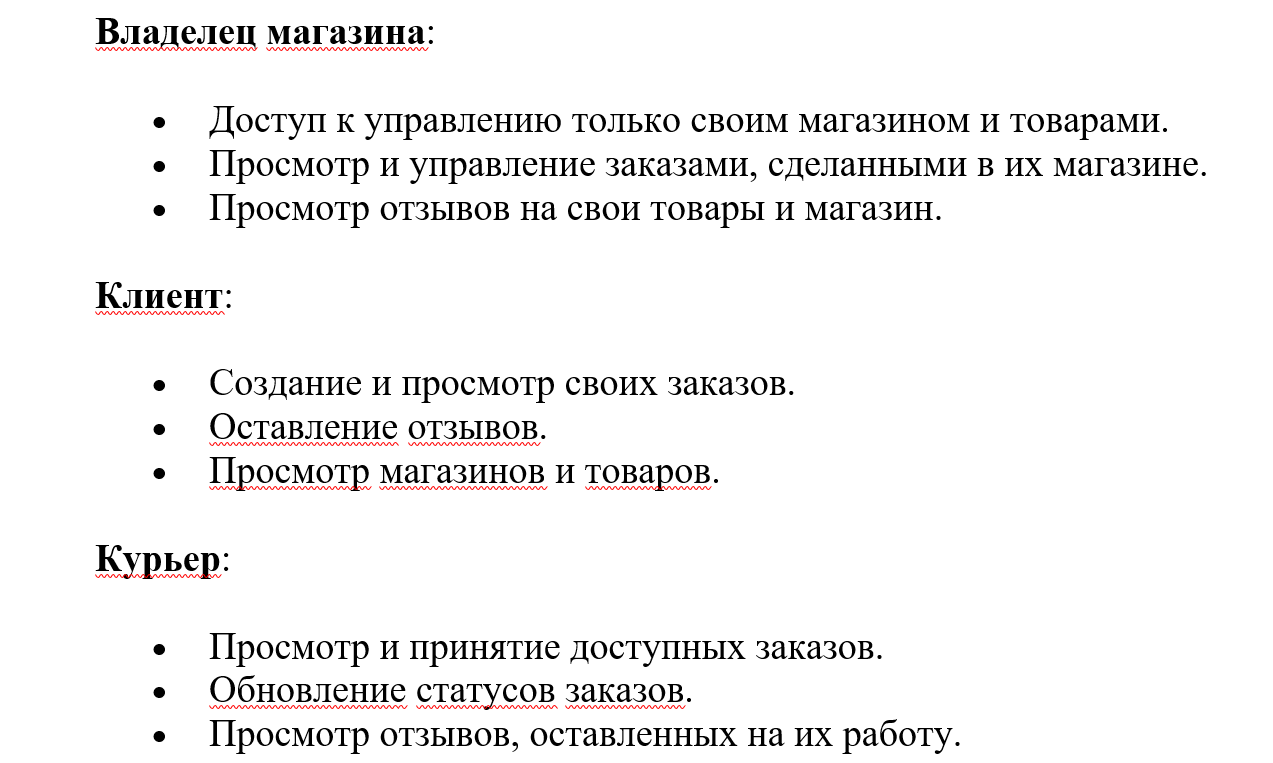 Владелец магазина:
• Доступ к управлению только своим магазином и товарами.
• Просмотр и управление заказами, сделанными в их магазине.
• Просмотр отзывов на свои товары и магазин.
Клиент:
• Создание и просмотр своих заказов.
• Оставление отзывов.
• Просмотр магазинов и товаров.
Курьер:
• Просмотр и принятие доступных заказов.
• Обновление статусов заказов.
• Просмотр отзывов, оставленных на их работу.